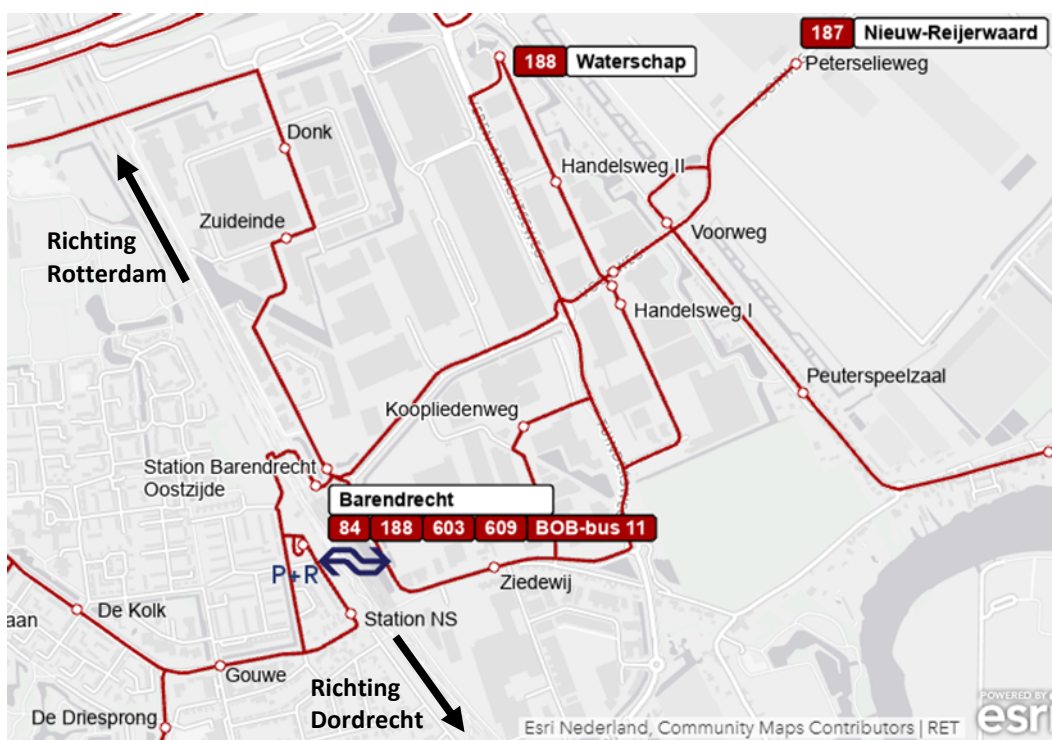 187 Nieuw-Reijerwaard
Peterselieweg
188 Waterschap
Donk
Handelsweg II
Zuideinde
Voorweg
Richting
Rotterdam
Handelsweg I
Peuterspeelzaal
Koopliedenweg
Station Barendrecht
Oostzijde
Barendrecht
84 188 603 609 BOB-bus 11
P+R
Ziedewij
De Kolk
aan
Station NS
Gouwe
Richting
Dordrecht
De Driesprong
POWERED BY
esri
Esri Nederland, Community Maps Contributors | RET